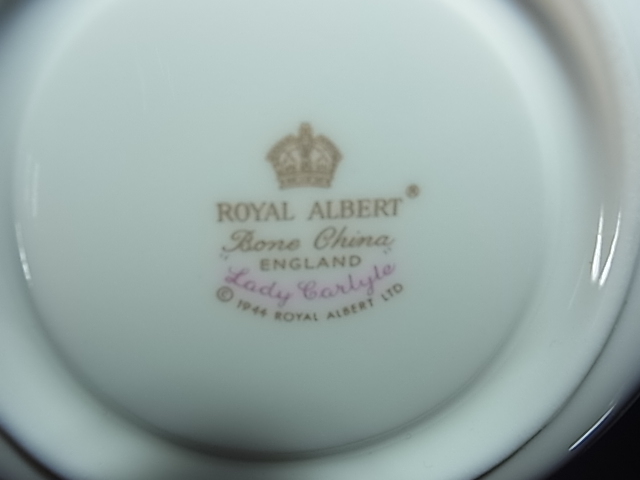 ROYAL ALBERT®
Bone China
ENGLAND
"Lady Carlyle"
© 1944 ROYAL ALBERT LTD